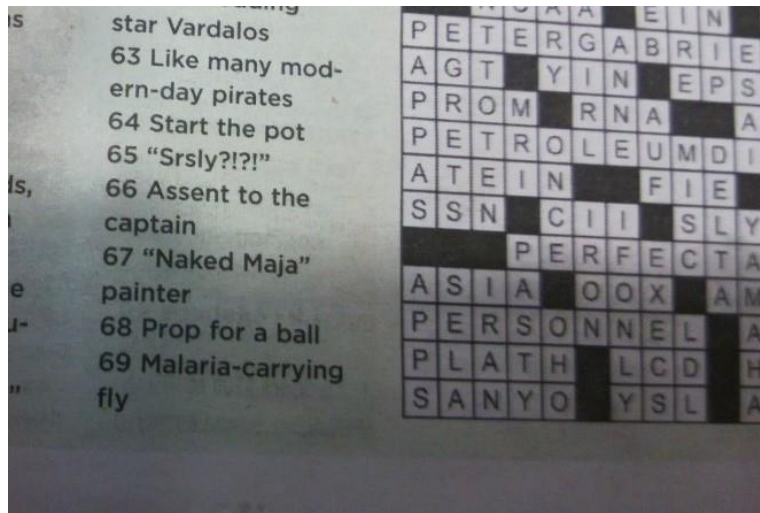 star Vardalos
63 Like many mod-
ern-day pirates
64 Start the pot
65 “Srsly?!?!”
66 Assent to the
captain
67 “Naked Maja”
painter
68 Prop for a ball
69 Malaria-carrying
fly
EIN
PETERGABRIE
AGT YIN EPS
PROM RNA A
PETROLEUMDI
ATEIN FIE
SSN CII SLY
PERFECTA
ASIA OOX AM
PERSONNEL A
PLATH LCD H
SANYO YSL A